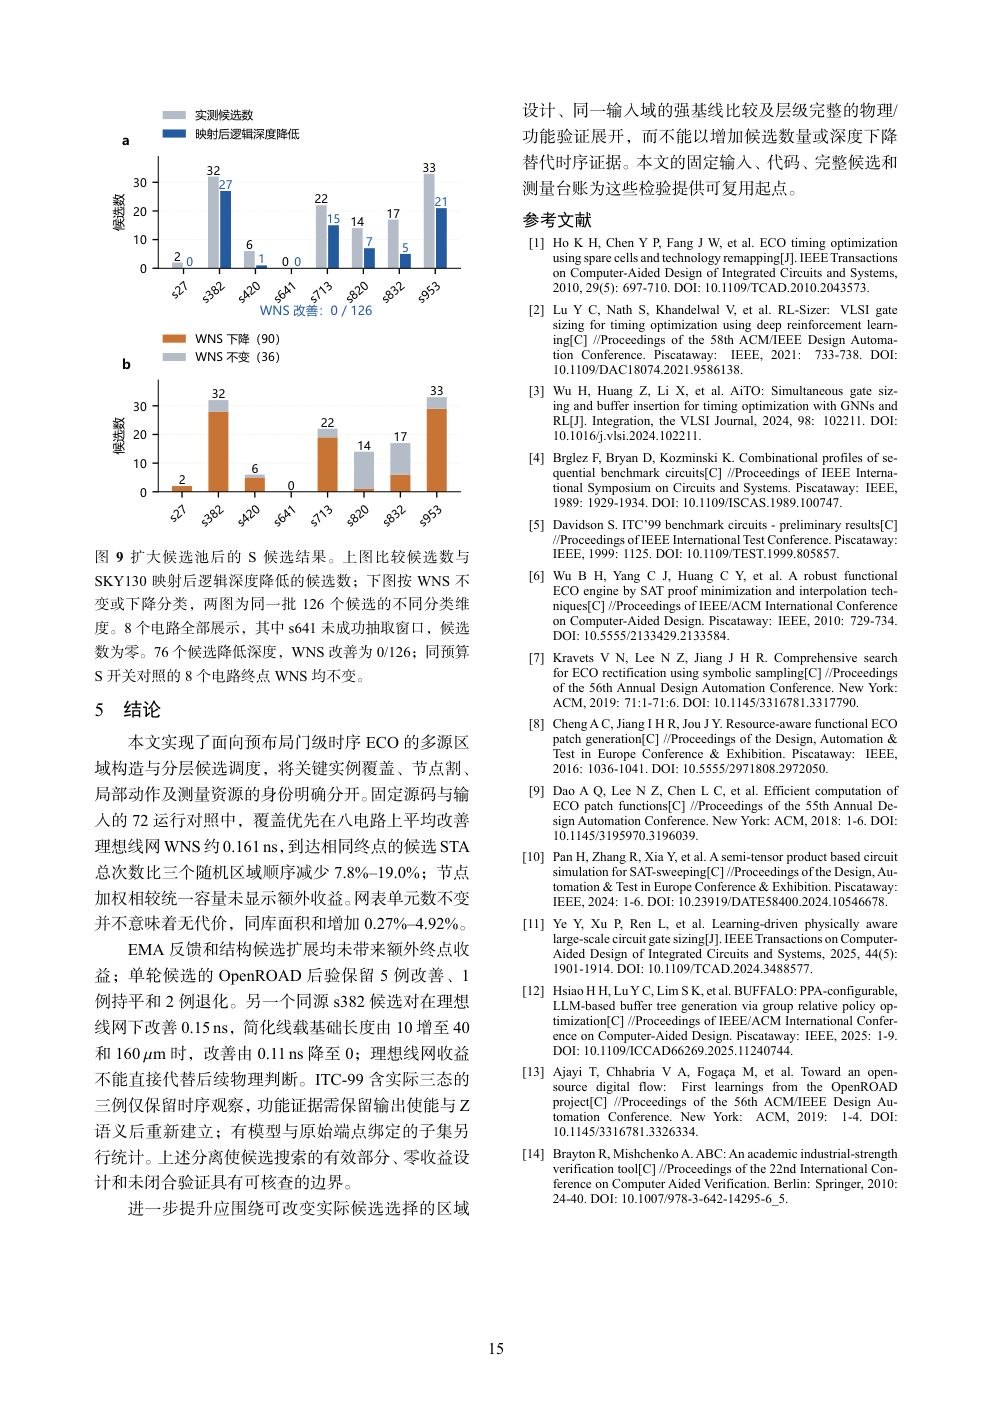 实测候选数
映射后逻辑深度降低
a
候选数
30
20
10
0
32
27
33
21
22
15
14
7
17
5
6
1
2
0
0 0
s27
s382
s420
s641
s713
s820
s832
s953
WNS 改善：0 / 126
WNS 下降（90）
WNS 不变（36）
b
候选数
30
20
10
0
2
32
6
0
22
14
17
33
s27
s382
s420
s641
s713
s820
s832
s953
图 9 扩大候选池后的 S 候选结果。上图比较候选数与
SKY130 映射后逻辑深度降低的候选数；下图按 WNS 不
变或下降分类，两图为同一批 126 个候选的不同分类维
度。8 个电路全部展示，其中 s641 未成功抽取窗口，候选
数为零。76 个候选降低深度，WNS 改善为 0/126；同预算
S 开关对照的 8 个电路终点 WNS 均不变。
5 结论
本文实现了面向预布局门级时序 ECO 的多源区
域构造与分层候选调度，将关键实例覆盖、节点割、
局部动作及测量资源的身份明确分开。固定源码与输
入的 72 运行对照中，覆盖优先在八电路上平均改善
理想线网 WNS 约 0.161 ns，到达相同终点的候选 STA
总次数比三个随机区域顺序减少 7.8%–19.0%；节点
加权相较统一容量未显示额外收益。网表单元数不变
并不意味着无代价，同库面积和增加 0.27%–4.92%。
EMA 反馈和结构候选扩展均未带来额外终点收
益；单轮候选的 OpenROAD 后验保留 5 例改善、1
例持平和 2 例退化。另一个同源 s382 候选对在理想
线网下改善 0.15 ns，简化线载基础长度由 10 增至 40
和 160 μm 时，改善由 0.11 ns 降至 0；理想线网收益
不能直接代替后续物理判断。ITC-99 含实际三态的
三例仅保留时序观察，功能证据需保留输出使能与 Z
语义后重新建立；有模型与原始端点绑定的子集另
行统计。上述分离使候选搜索的有效部分、零收益设
计和未闭合验证具有可核查的边界。
进一步提升应围绕可改变实际候选选择的区域
设计、同一输入域的强基线比较及层级完整的物理/
功能验证展开，而不能以增加候选数量或深度下降
替代时序证据。本文的固定输入、代码、完整候选和
测量台账为这些检验提供可复用起点。
参考文献
[1] Ho K H, Chen Y P, Fang J W, et al. ECO timing optimization
using spare cells and technology remapping[J]. IEEE Transactions
on Computer-Aided Design of Integrated Circuits and Systems,
2010, 29(5): 697-710. DOI: 10.1109/TCAD.2010.2043573.
[2] Lu Y C, Nath S, Khandelwal V, et al. RL-Sizer: VLSI gate
sizing for timing optimization using deep reinforcement learn-
ing[C] //Proceedings of the 58th ACM/IEEE Design Automa-
tion Conference. Piscataway: IEEE, 2021: 733-738. DOI:
10.1109/DAC18074.2021.9586138.
[3] Wu H, Huang Z, Li X, et al. AiTO: Simultaneous gate siz-
ing and buffer insertion for timing optimization with GNNs and
RL[J]. Integration, the VLSI Journal, 2024, 98: 102211. DOI:
10.1016/j.vlsi.2024.102211.
[4] Brglez F, Bryan D, Kozminski K. Combinational profiles of se-
quential benchmark circuits[C] //Proceedings of IEEE Interna-
tional Symposium on Circuits and Systems. Piscataway: IEEE,
1989: 1929-1934. DOI: 10.1109/ISCAS.1989.100747.
[5] Davidson S. ITC'99 benchmark circuits - preliminary results[C]
//Proceedings of IEEE International Test Conference. Piscataway:
IEEE, 1999: 1125. DOI: 10.1109/TEST.1999.805857.
[6] Wu B H, Yang C J, Huang C Y, et al. A robust functional
ECO engine by SAT proof minimization and interpolation tech-
niques[C] //Proceedings of IEEE/ACM International Conference
on Computer-Aided Design. Piscataway: IEEE, 2010: 729-734.
DOI: 10.5555/2133429.2133584.
[7] Kravets V N, Lee N Z, Jiang J H R. Comprehensive search
for ECO rectification using symbolic sampling[C] //Proceedings
of the 56th Annual Design Automation Conference. New York:
ACM, 2019: 71:1-71:6. DOI: 10.1145/3316781.3317790.
[8] Cheng A C, Jiang I H R, Jou J Y. Resource-aware functional ECO
patch generation[C] //Proceedings of the Design, Automation &
Test in Europe Conference & Exhibition. Piscataway: IEEE,
2016: 1036-1041. DOI: 10.5555/2971808.2972050.
[9] Dao A Q, Lee N Z, Chen L C, et al. Efficient computation of
ECO patch functions[C] //Proceedings of the 55th Annual De-
sign Automation Conference. New York: ACM, 2018: 1-6. DOI:
10.1145/3195970.3196039.
[10] Pan H, Zhang R, Xia Y, et al. A semi-tensor product based circuit
simulation for SAT-sweeping[C] //Proceedings of the Design, Au-
tomation & Test in Europe Conference & Exhibition. Piscataway:
IEEE, 2024: 1-6. DOI: 10.23919/DATE58400.2024.10546678.
[11] Ye Y, Xu P, Ren L, et al. Learning-driven physically aware
large-scale circuit gate sizing[J]. IEEE Transactions on Computer-
Aided Design of Integrated Circuits and Systems, 2025, 44(5):
1901-1914. DOI: 10.1109/TCAD.2024.3488577.
[12] Hsiao H H, Lu Y C, Lim S K, et al. BUFFALO: PPA-configurable,
LLM-based buffer tree generation via group relative policy op-
timization[C] //Proceedings of IEEE/ACM International Confer-
ence on Computer-Aided Design. Piscataway: IEEE, 2025: 1-9.
DOI: 10.1109/ICCAD66269.2025.11240744.
[13] Ajayi T, Chhabria V A, Fogaça M, et al. Toward an open-
source digital flow: First learnings from the OpenROAD
project[C] //Proceedings of the 56th ACM/IEEE Design Au-
tomation Conference. New York: ACM, 2019: 1-4. DOI:
10.1145/3316781.3326334.
[14] Brayton R, Mishchenko A. ABC: An academic industrial-strength
verification tool[C] //Proceedings of the 22nd International Con-
ference on Computer Aided Verification. Berlin: Springer, 2010:
24-40. DOI: 10.1007/978-3-642-14295-6_5.
15